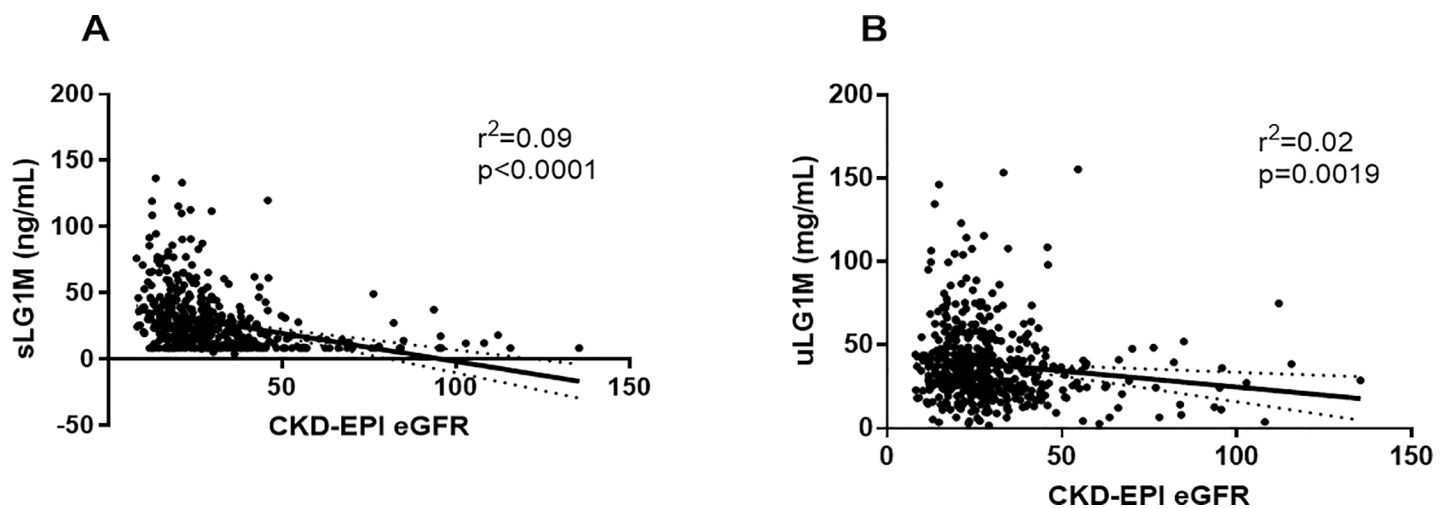 A
200
150
100
50
0
-50
50
100
150
sLG1M (ng/mL)
r²=0.09
p<0.0001
CKD-EPI eGFR
B
200
150
100
50
0
0
50
100
150
uLG1M (mg/mL)
r²=0.02
p=0.0019
CKD-EPI eGFR